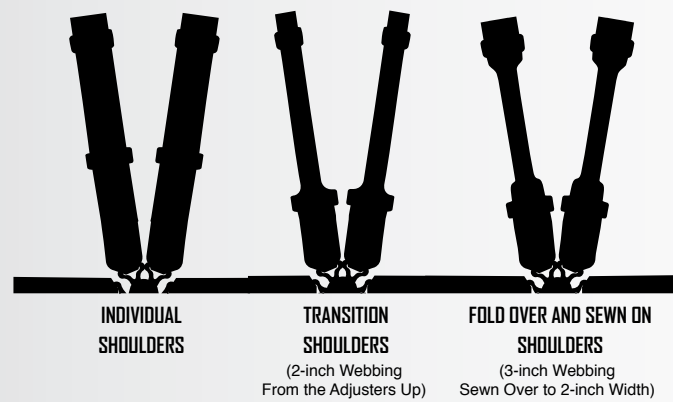 INDIVIDUAL
SHOULDERS
TRANSITION
SHOULDERS
(2-inch Webbing
From the Adjusters Up)
FOLD OVER AND SEWN ON
SHOULDERS
(3-inch Webbing
Sewn Over to 2-inch Width)